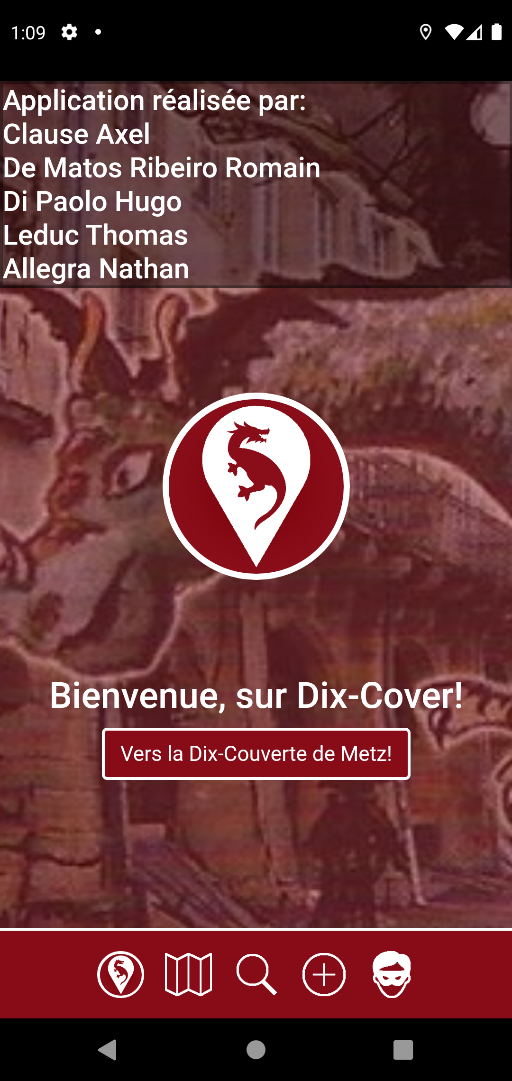 1:09
Application réalisée par:
Clause Axel
De Matos Ribeiro Romain
Di Paolo Hugo
Leduc Thomas
Allegra Nathan
Bienvenue, sur Dix-Cover!
Vers la Dix-Couverte de Metz!